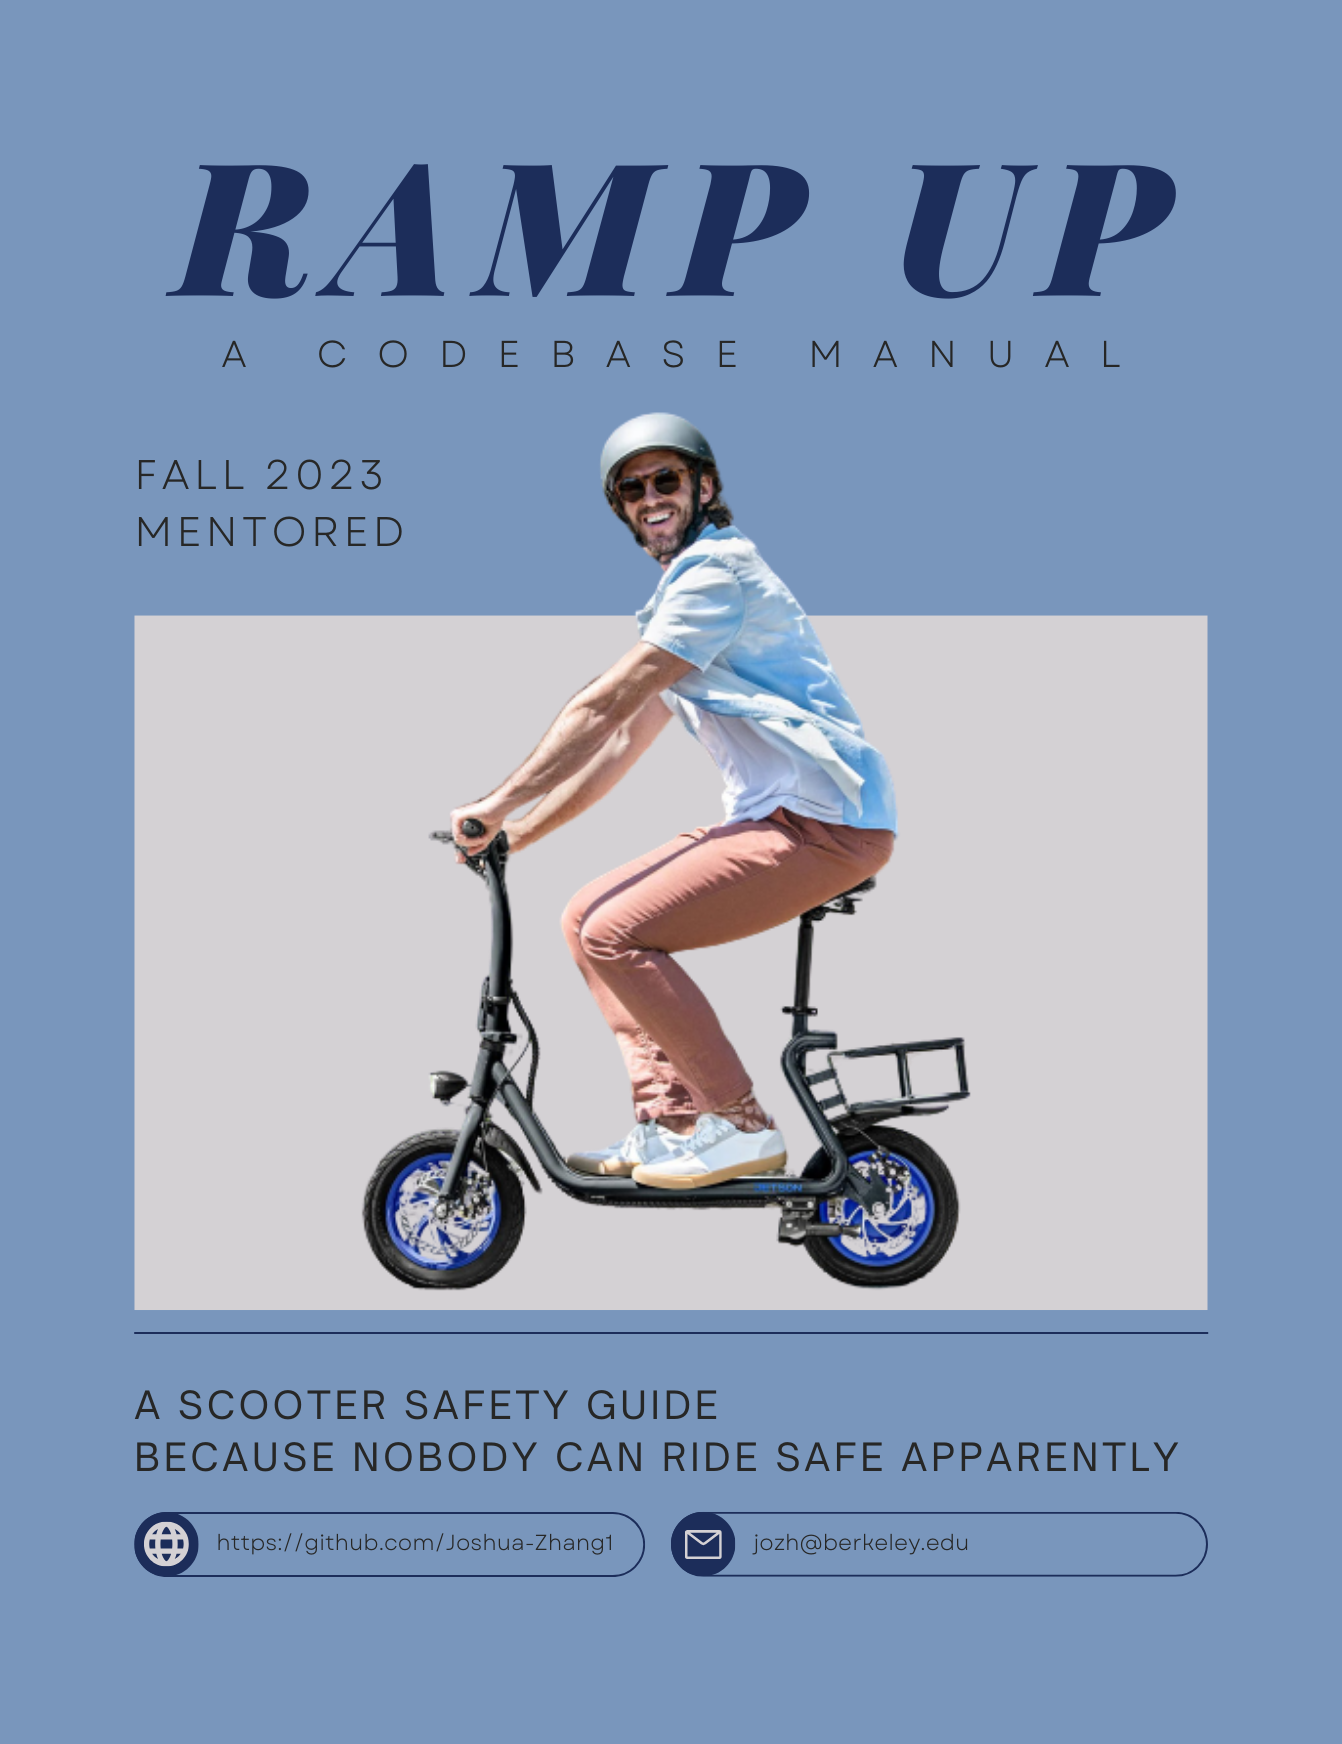 RAMP UP
A CODEBASE MANUAL
FALL 2023
MENTORED
JETSON
A SCOOTER SAFETY GUIDE
BECAUSE NOBODY CAN RIDE SAFE APPARENTLY
https://github.com/Joshua-Zhang1
jozh@berkeley.edu